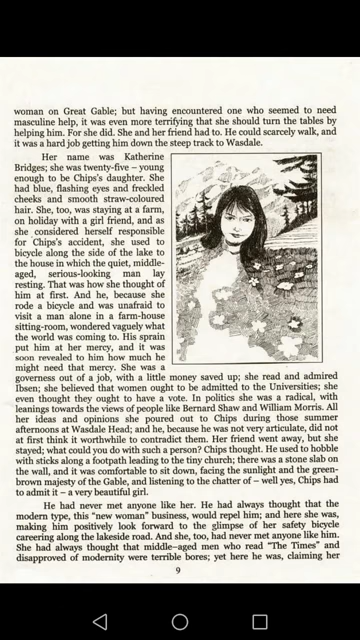 woman on Great Gable; but having encountered one who seemed to need
masculine help, it was even more terrifying that she should turn the tables by
helping him. For she did. She and her friend had to. He could scarcely walk, and
it was a hard job getting him down the steep track to Wasdale.
Her name was Katherine
Bridges; she was twenty-five – young
enough to be Chips's daughter. She
had blue, flashing eyes and freckled
cheeks and smooth straw-coloured
hair. She, too, was staying at a farm,
on holiday with a girl friend, and as
she considered herself responsible
for Chips's accident, she used to
bicycle along the side of the lake to
the house in which the quiet, middle-
aged, serious-looking man lay
resting. That was how she thought of
him at first. And he, because she
rode a bicycle and was unafraid to
visit a man alone in a farm-house
sitting-room, wondered vaguely what
the world was coming to. His sprain
put him at her mercy, and it was
soon revealed to him how much he
might need that mercy. She was a
governess out of a job, with a little money saved up; she read and admired
Ibsen; she believed that women ought to be admitted to the Universities; she
even thought they ought to have a vote. In politics she was a radical, with
leanings towards the views of people like Bernard Shaw and William Morris. All
her ideas and opinions she poured out to Chips during those summer
afternoons at Wasdale Head; and he, because he was not very articulate, did not
at first think it worthwhile to contradict them. Her friend went away, but she
stayed; what could you do with such a person? Chips thought. He used to hobble
with sticks along a footpath leading to the tiny church; there was a stone slab on
the wall, and it was comfortable to sit down, facing the sunlight and the green-
brown majesty of the Gable, and listening to the chatter of – well yes, Chips had
to admit it – a very beautiful girl.
He had never met anyone like her. He had always thought that the
modern type, this "new woman" business, would repel him; and here she was,
making him positively look forward to the glimpse of her safety bicycle
careering along the lakeside road. And she, too, had never met anyone like him.
She had always thought that middle–aged men who read "The Times" and
disapproved of modernity were terrible bores; yet here he was, claiming her
9